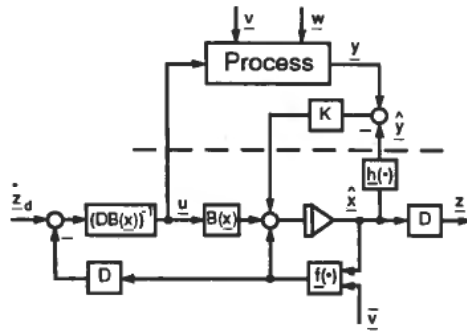 v
w
Process
y
K
−
ŷ
h(·)
ż_d
−
{DB(x)}⁻¹
u
B(x)
x̂
D
z
D
f(·)
v̄